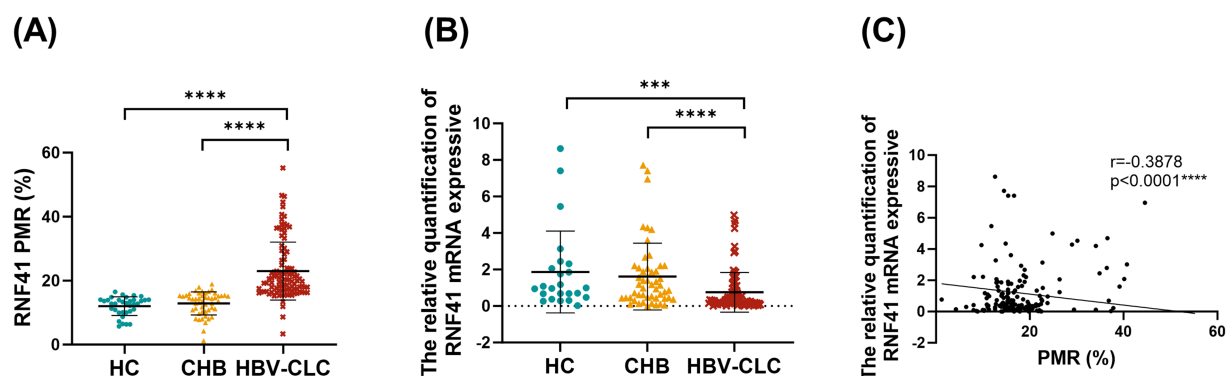 (A)
RNF41 PMR (%)
60
40
20
0
HC
CHB
HBV-CLC
****
****
(B)
The relative quantification of
RNF41 mRNA expressive
10
8
6
4
2
0
-2
HC
CHB
HBV-CLC
***
****
(C)
The relative quantification of
RNF41 mRNA expressive
10
8
6
4
2
0
-2
20
40
60
PMR (%)
r=-0.3878
p<0.0001****